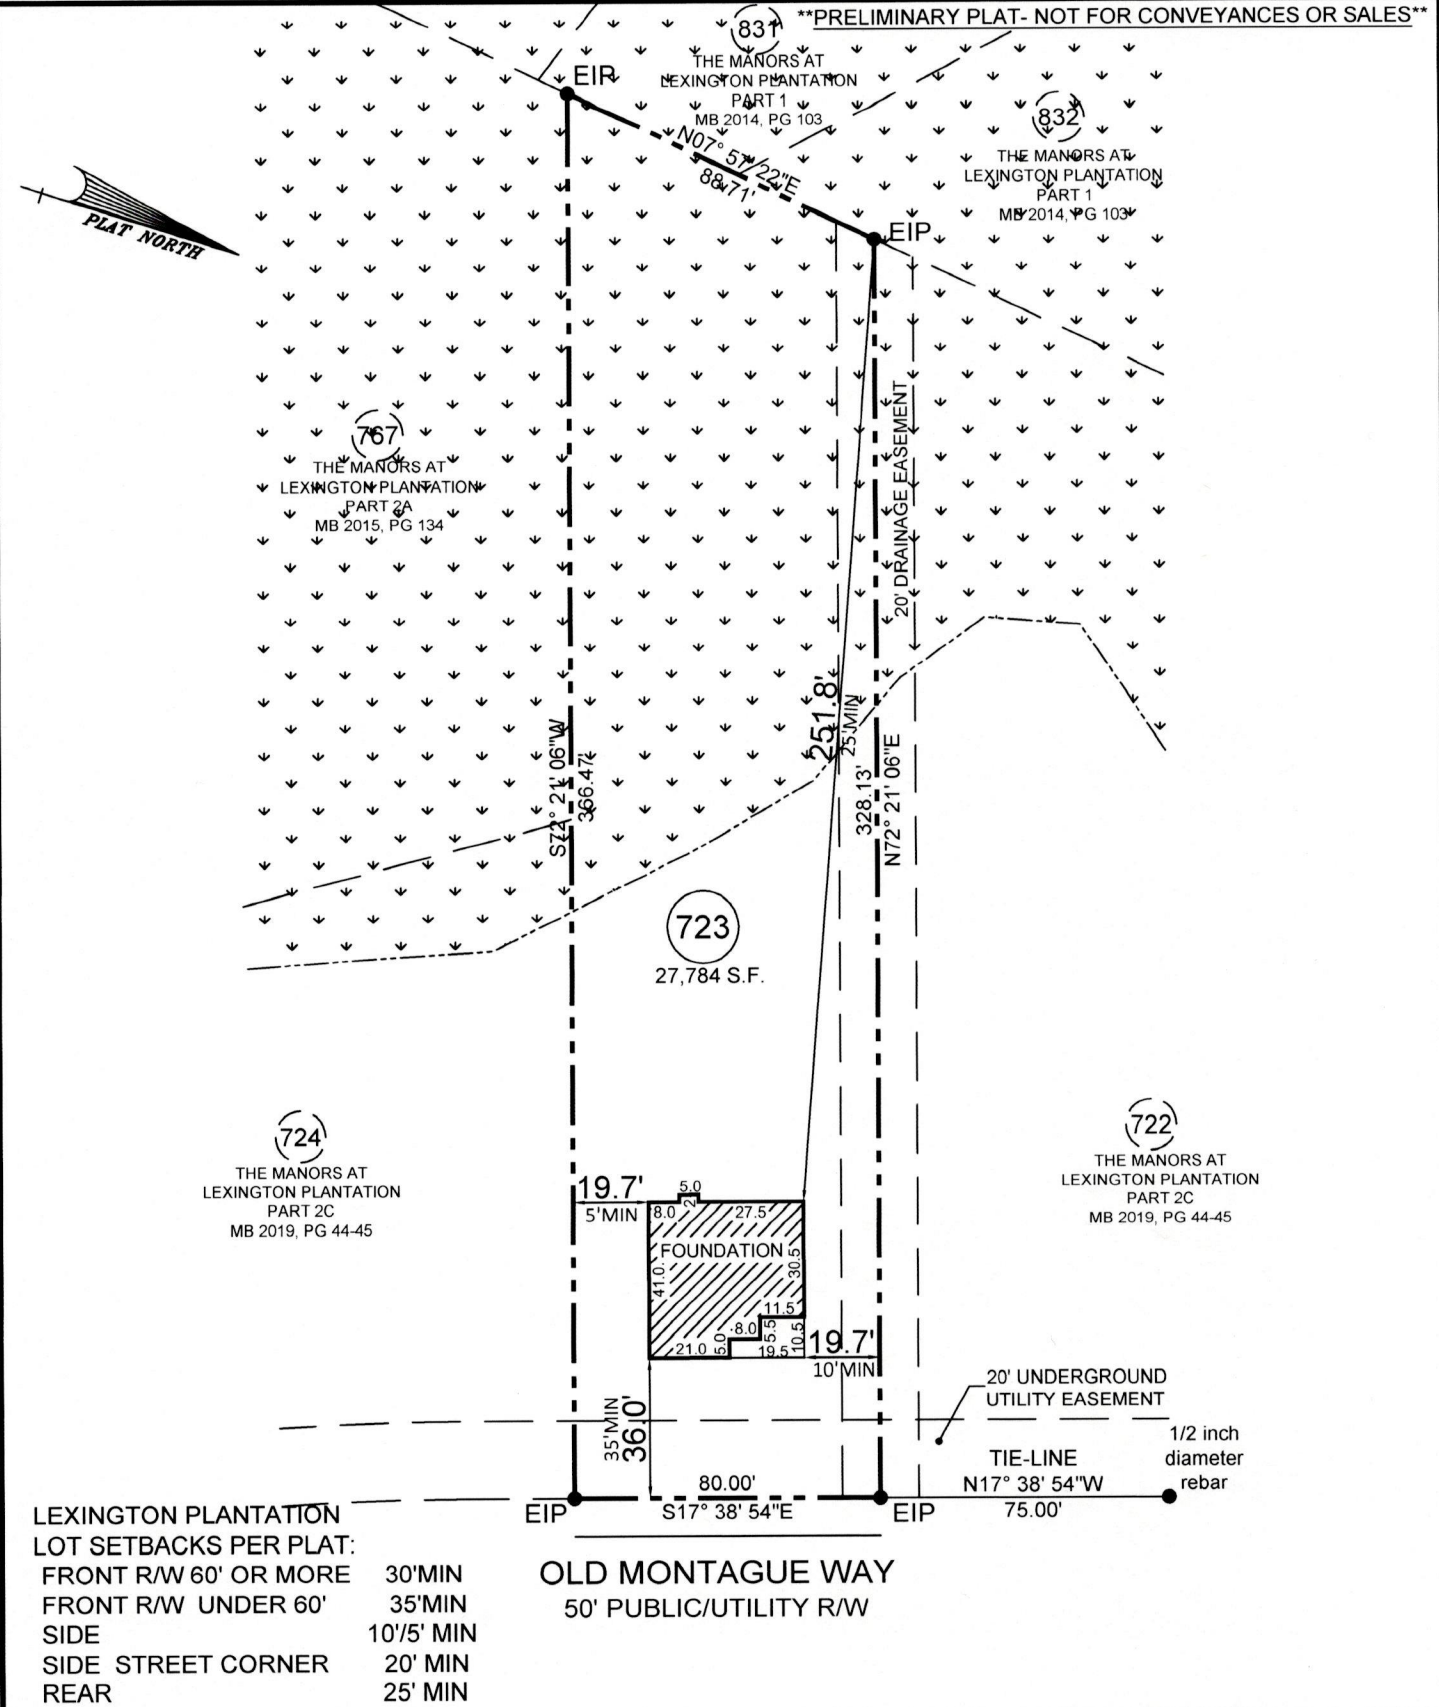 **PRELIMINARY PLAT- NOT FOR CONVEYANCES OR SALES**
831
THE MANORS AT
LEXINGTON PLANTATION
PART 1
MB 2014, PG 103
EIP
832
THE MANORS AT
LEXINGTON PLANTATION
PART 1
MB 2014, PG 103
N07° 57' 22"E
88.71'
PLAT NORTH
EIP
767
THE MANORS AT
LEXINGTON PLANTATION
PART 2A
MB 2015, PG 134
20' DRAINAGE EASEMENT
251.8'
25'MIN
S72° 21' 06"W
366.47'
328.13'
N72° 21' 06"E
723
27,784 S.F.
724
THE MANORS AT
LEXINGTON PLANTATION
PART 2C
MB 2019, PG 44-45
722
THE MANORS AT
LEXINGTON PLANTATION
PART 2C
MB 2019, PG 44-45
19.7'
5'MIN
5.0
2
8.0
27.5
FOUNDATION
41.0
30.5
11.5
8.0
5.5
10.5
21.0
5.0
19.5
19.7'
10'MIN
35'MIN
36.0'
20' UNDERGROUND
UTILITY EASEMENT
1/2 inch
diameter
rebar
TIE-LINE
N17° 38' 54"W
75.00'
80.00'
S17° 38' 54"E
EIP
EIP
OLD MONTAGUE WAY
50' PUBLIC/UTILITY R/W
LEXINGTON PLANTATION
LOT SETBACKS PER PLAT:
FRONT R/W 60' OR MORE 30'MIN
FRONT R/W UNDER 60' 35'MIN
SIDE 10'/5' MIN
SIDE STREET CORNER 20' MIN
REAR 25' MIN